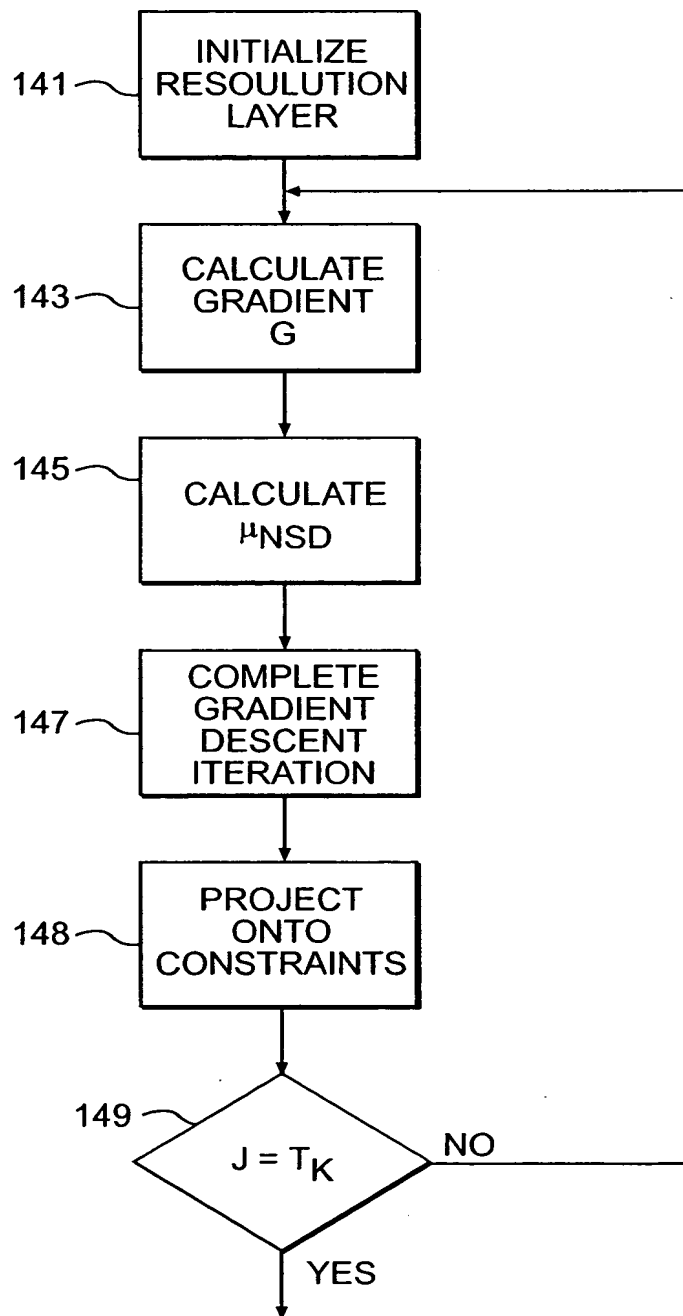 141
INITIALIZE
RESOULUTION
LAYER
143
CALCULATE
GRADIENT
G
145
CALCULATE
μNSD
147
COMPLETE
GRADIENT
DESCENT
ITERATION
148
PROJECT
ONTO
CONSTRAINTS
149
J = TK
NO
YES